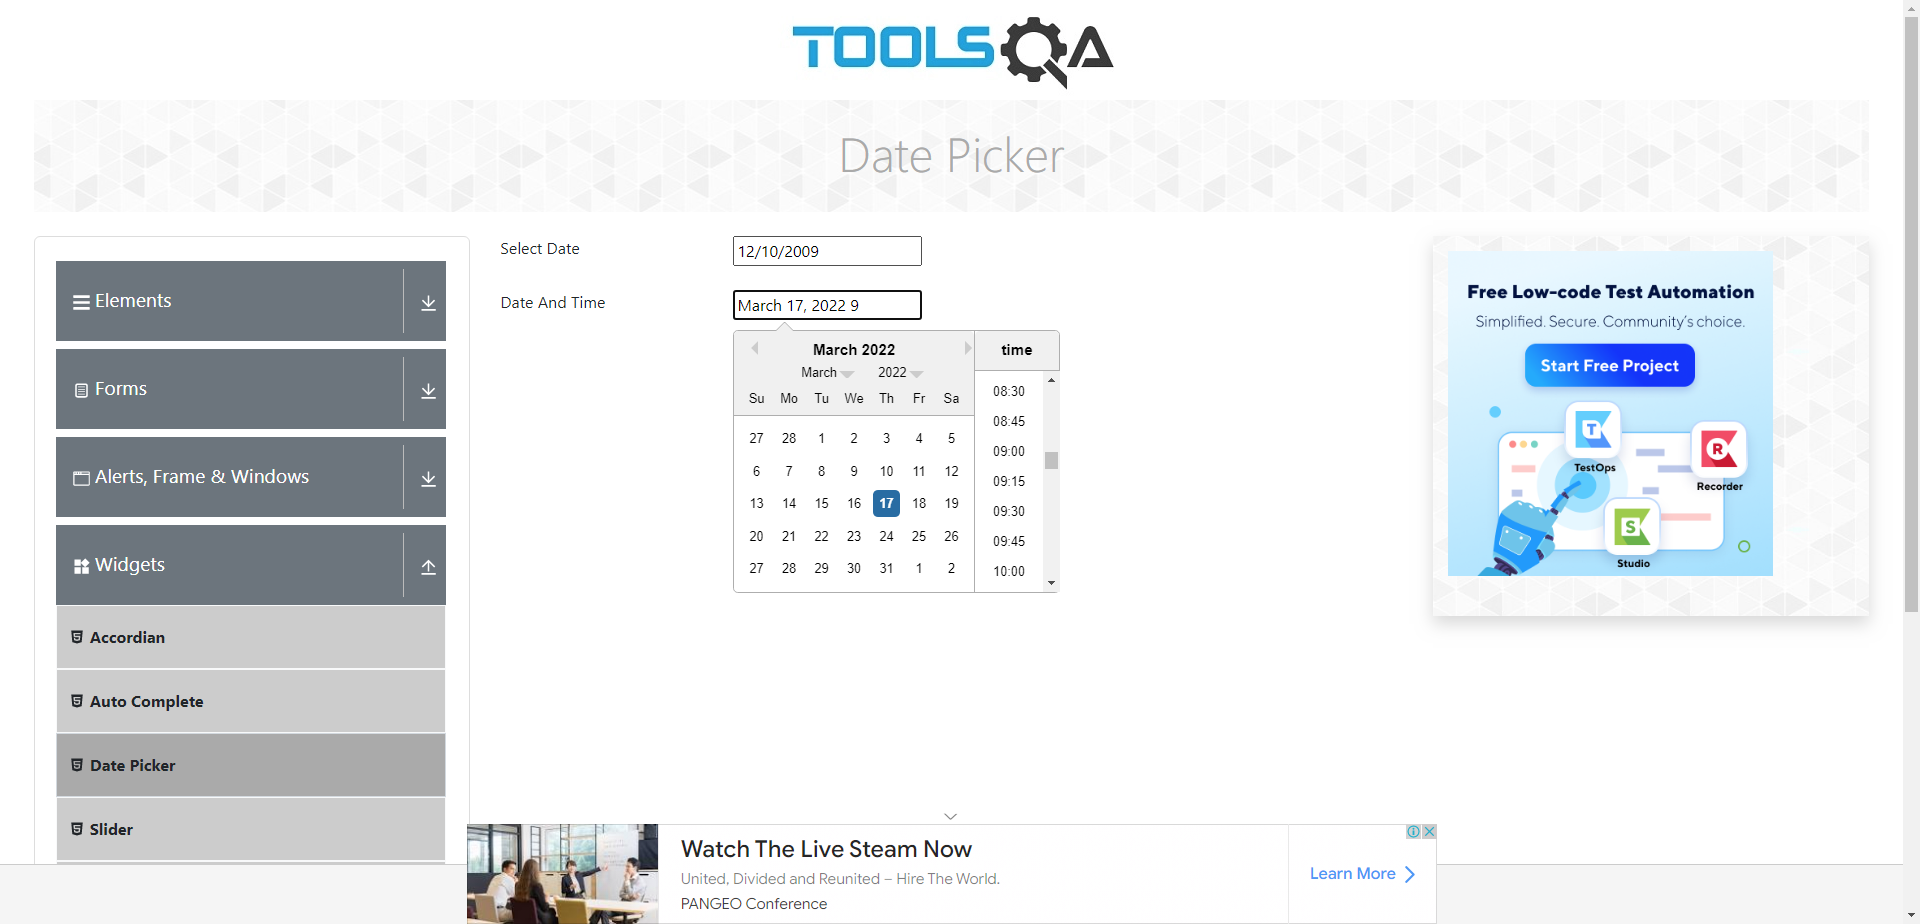 TOOLSQA
Date Picker
Elements
Forms
Alerts, Frame & Windows
Widgets
Accordian
Auto Complete
Date Picker
Slider
Select Date
12/10/2009
Date And Time
March 17, 2022 9
March 2022
March 2022
Su Mo Tu We Th Fr Sa
27 28 1 2 3 4 5
6 7 8 9 10 11 12
13 14 15 16 17 18 19
20 21 22 23 24 25 26
27 28 29 30 31 1 2
time
08:30
08:45
09:00
09:15
09:30
09:45
10:00
Free Low-code Test Automation
Simplified. Secure. Community's choice.
Start Free Project
T
TestOps
R
Recorder
S
Studio
Watch The Live Steam Now
United, Divided and Reunited – Hire The World.
PANGEO Conference
Learn More